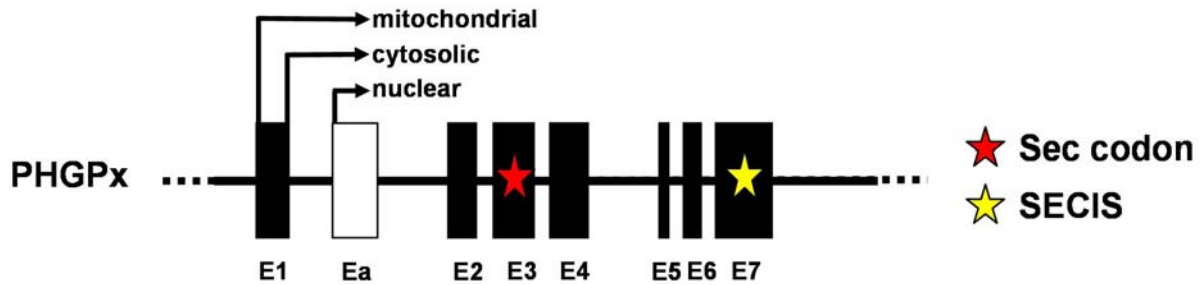 mitochondrial
cytosolic
nuclear
PHGPx
Sec codon
SECIS
E1 Ea E2 E3 E4 E5 E6 E7